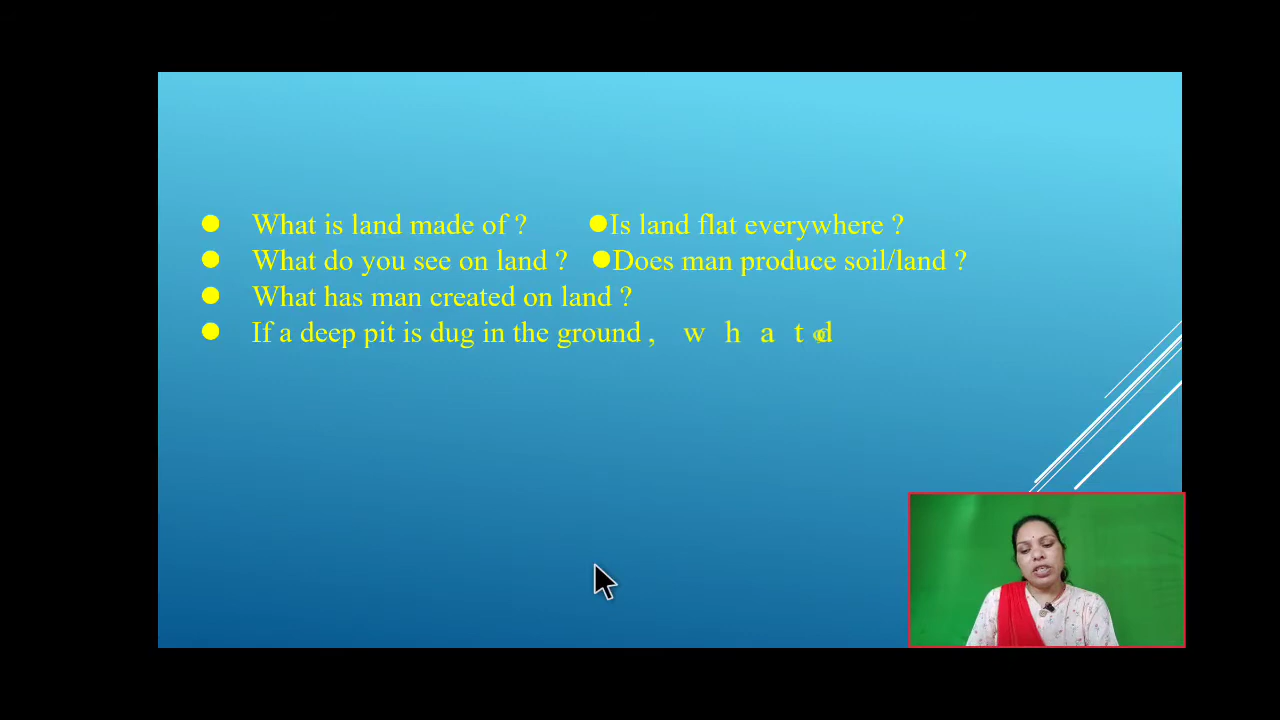 ● What is land made of ? ●Is land flat everywhere ?
● What do you see on land ? ●Does man produce soil/land ?
● What has man created on land ?
● If a deep pit is dug in the ground , w h a t